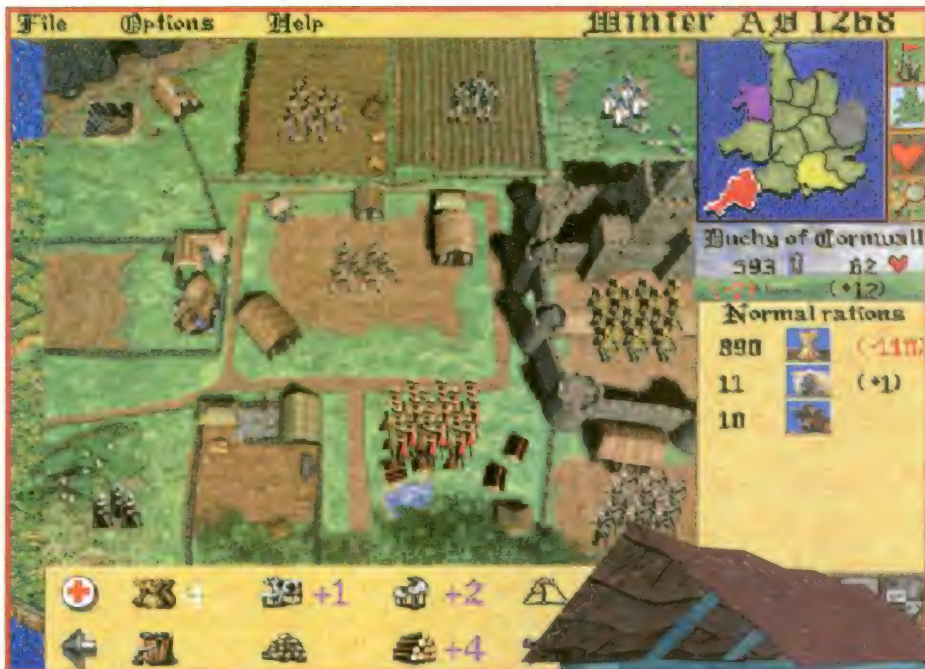 File Options Help Winter AD 1268
Duchy of Cornwall
593 62
(+12)
Normal rations
890
11 (+1)
10
+1 +2
+4